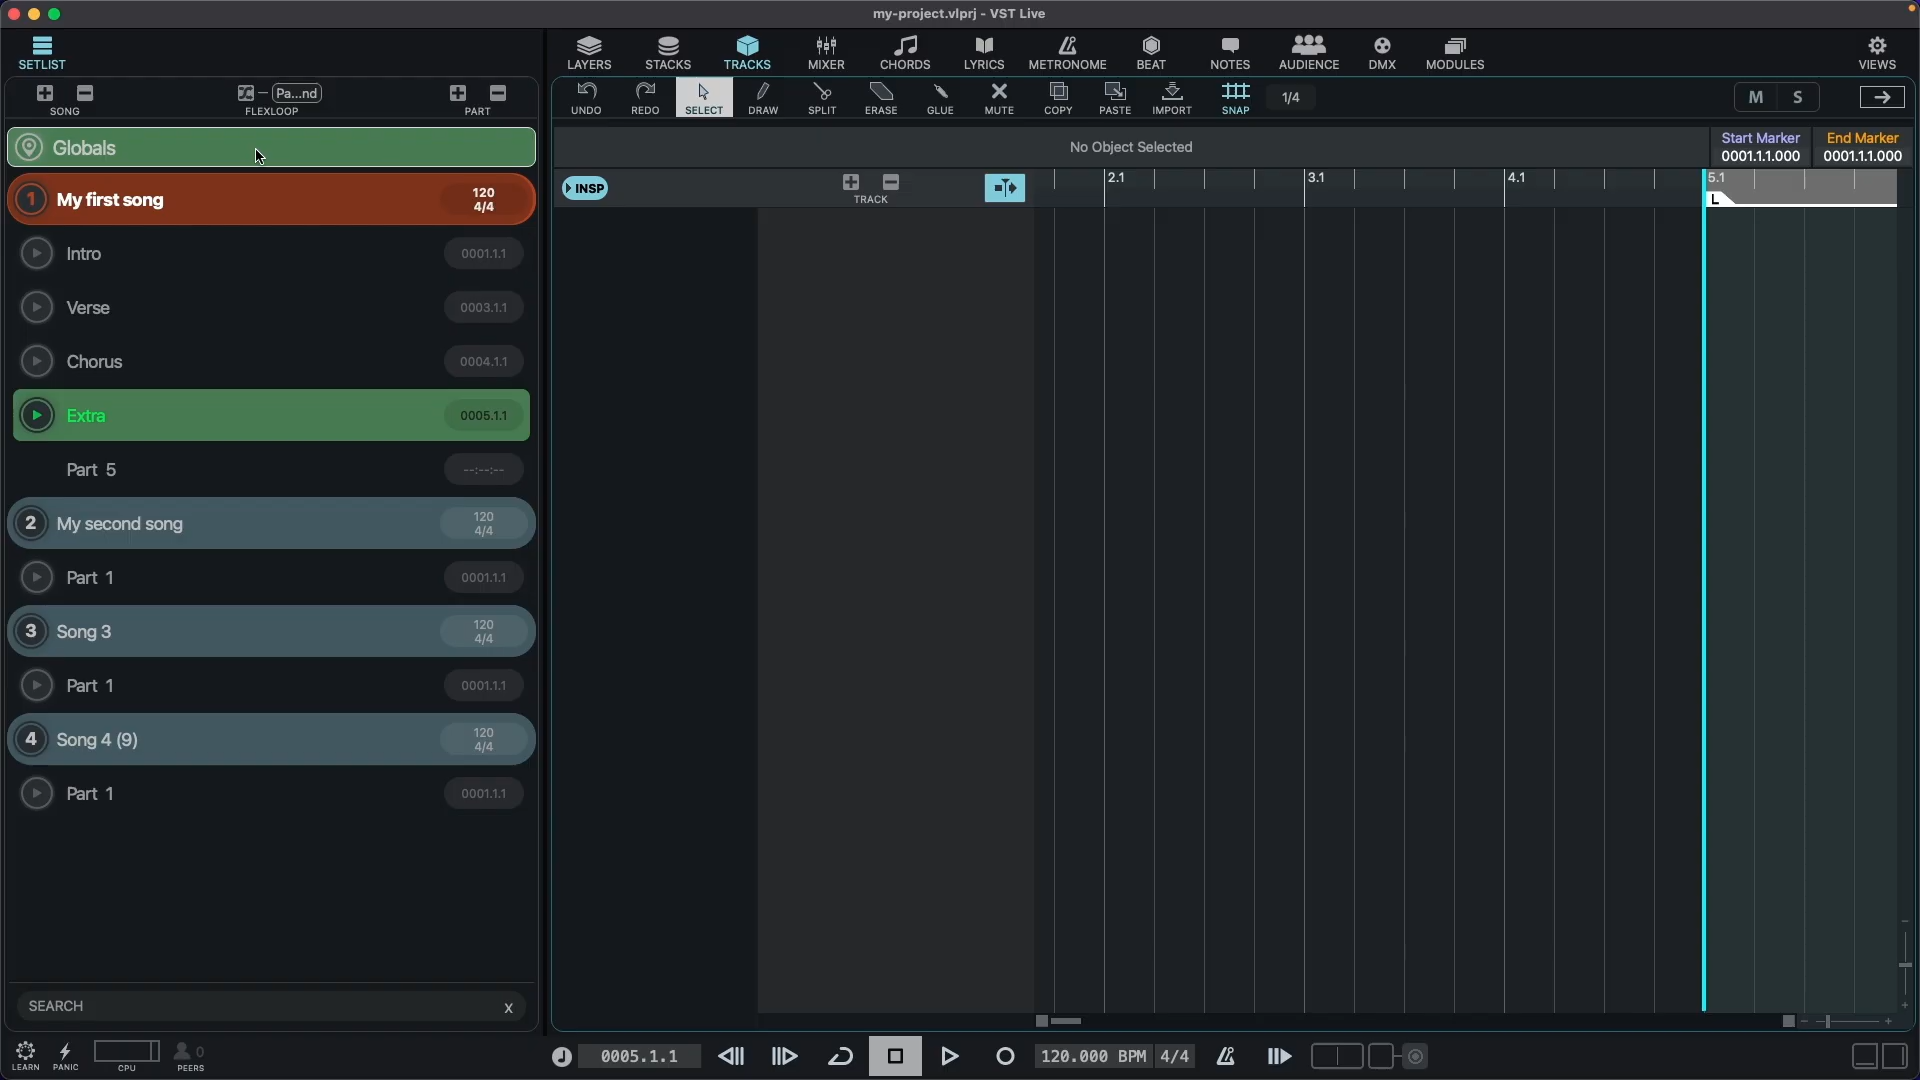 my-project.vlprj - VST Live
SETLIST
LAYERS
STACKS
TRACKS
MIXER
CHORDS
LYRICS
METRONOME
BEAT
NOTES
AUDIENCE
DMX
MODULES
VIEWS
SONG
Pa...nd
FLEXLOOP
PART
UNDO
REDO
SELECT
DRAW
SPLIT
ERASE
GLUE
MUTE
COPY
PASTE
IMPORT
SNAP
1/4
M S
Globals
No Object Selected
Start Marker
0001.1.1.000
End Marker
0001.1.1.000
INSP
TRACK
2.1
3.1
4.1
5.1
L
1 My first song
120
4/4
Intro 0001.1.1
Verse 0003.1.1
Chorus 0004.1.1
Extra 0005.1.1
Part 5 --:--:--
2 My second song
120
4/4
Part 1 0001.1.1
3 Song 3
120
4/4
Part 1 0001.1.1
4 Song 4 (9)
120
4/4
Part 1 0001.1.1
SEARCH x
LEARN
PANIC
CPU
0
PEERS
0005.1.1
120.000 BPM 4/4